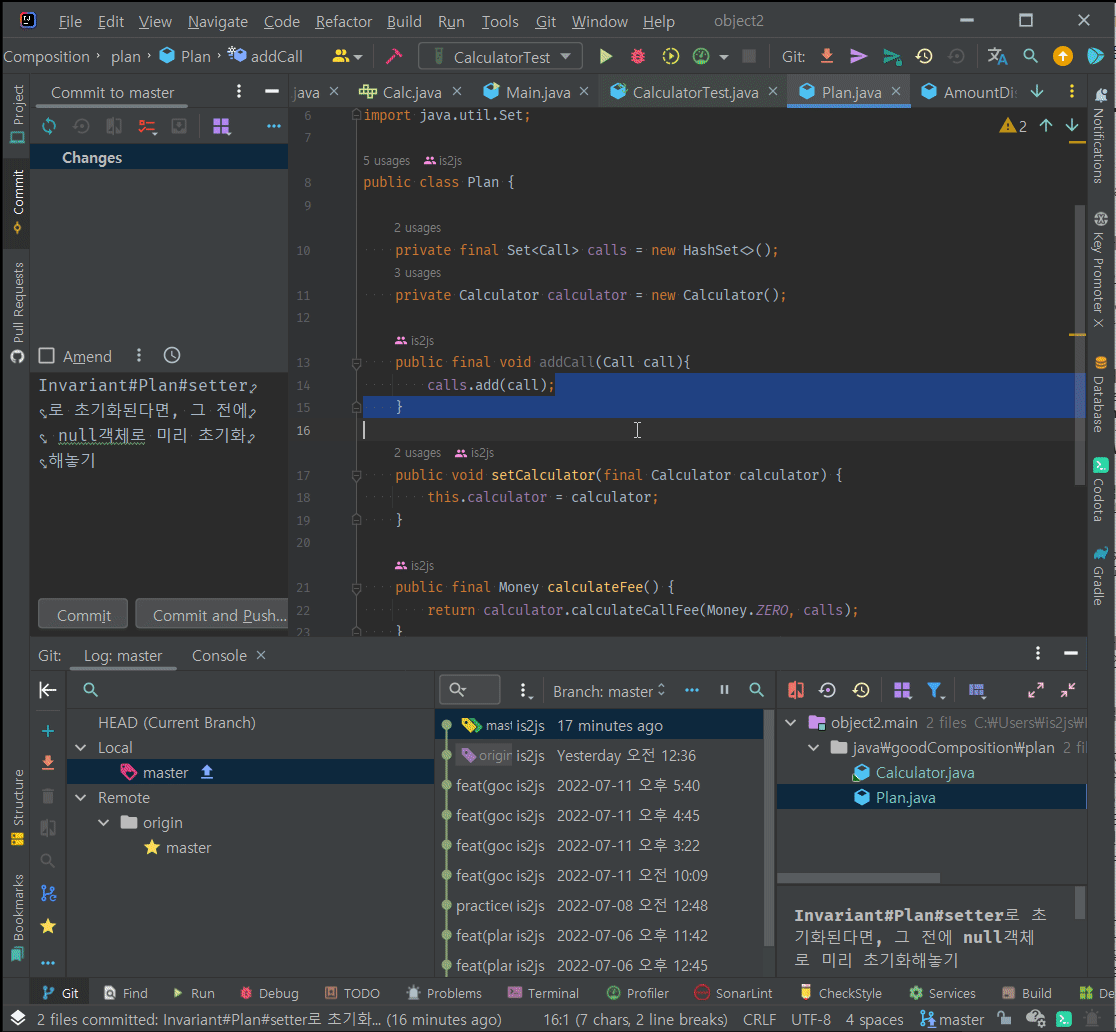 File Edit View Navigate Code Refactor Build Run Tools Git Window Help object2
Composition plan Plan addCall CalculatorTest Git:
Commit to master
java Calc.java Main.java CalculatorTest.java Plan.java AmountDi
Project
Commit
Pull Requests
Structure
Bookmarks
Changes
Amend
Invariant#Plan#setter
로 초기화된다면, 그 전에
null객체로 미리 초기화
해놓기
Commit Commit and Push...
2
6 import java.util.Set;
7
5 usages is2js
8 public class Plan {
9
2 usages
10 private final Set<Call> calls = new HashSet<>();
3 usages
11 private Calculator calculator = new Calculator();
12
is2js
13 public final void addCall(Call call){
14 calls.add(call);
15 }
16
2 usages is2js
17 public void setCalculator(final Calculator calculator) {
18 this.calculator = calculator;
19 }
20
is2js
21 public final Money calculateFee() {
22 return calculator.calculateCallFee(Money.ZERO, calls);
23 }
Notifications
Key Promoter X
Database
Codota
Gradle
Git: Log: master Console
HEAD (Current Branch)
Local
master
Remote
origin
master
Branch: master
mast is2js 17 minutes ago
origin is2js Yesterday 오전 12:36
feat(goc is2js 2022-07-11 오후 5:40
feat(goc is2js 2022-07-11 오후 4:45
feat(goc is2js 2022-07-11 오후 3:22
feat(goc is2js 2022-07-11 오전 10:09
practice( is2js 2022-07-08 오전 12:48
feat(plar is2js 2022-07-06 오후 11:42
feat(plar is2js 2022-07-06 오후 12:45
object2.main 2 files C:₩Users₩is2js₩I
java₩goodComposition₩plan 2 fi
Calculator.java
Plan.java
Invariant#Plan#setter로 초
기화된다면, 그 전에 null객체
로 미리 초기화해놓기
Git Find Run Debug TODO Problems Terminal Profiler SonarLint CheckStyle Services Build De
2 files committed: Invariant#Plan#setter로 초기화... (16 minutes ago) 16:1 (7 chars, 2 line breaks) CRLF UTF-8 4 spaces master